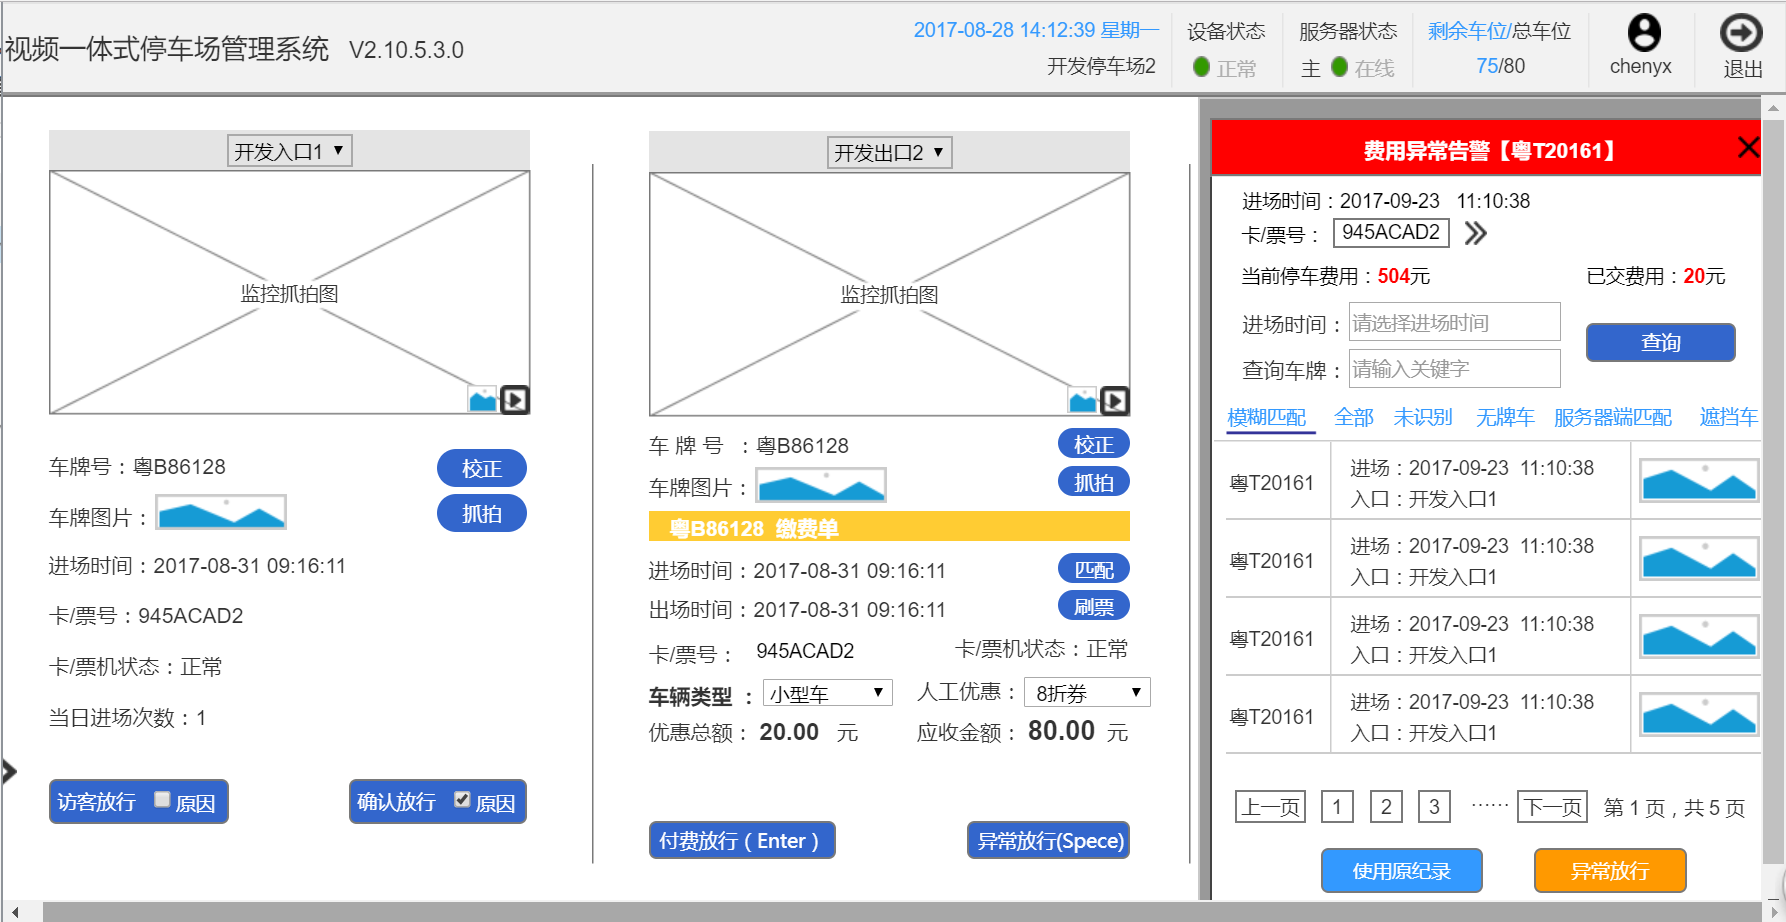 视频一体式停车场管理系统 V2.10.5.3.0
2017-08-28 14:12:39 星期一
开发停车场2
设备状态
正常
服务器状态
主 在线
剩余车位/总车位
75/80
chenyx
退出
开发入口1
监控抓拍图
车牌号：粤B86128
校正
车牌图片：
抓拍
进场时间：2017-08-31 09:16:11
卡/票号：945ACAD2
卡/票机状态：正常
当日进场次数：1
访客放行 原因
确认放行 原因
开发出口2
监控抓拍图
车 牌 号 ：粤B86128
校正
车牌图片：
抓拍
粤B86128 缴费单
进场时间：2017-08-31 09:16:11
匹配
出场时间：2017-08-31 09:16:11
刷票
卡/票号： 945ACAD2 卡/票机状态：正常
车辆类型 ： 小型车 人工优惠： 8折券
优惠总额： 20.00 元 应收金额： 80.00 元
付费放行（Enter）
异常放行(Spece)
费用异常告警【粤T20161】
进场时间：2017-09-23 11:10:38
卡/票号： 945ACAD2
当前停车费用：504元 已交费用：20元
进场时间： 请选择进场时间
查询
查询车牌： 请输入关键字
模糊匹配 全部 未识别 无牌车 服务器端匹配 遮挡车
粤T20161
进场：2017-09-23 11:10:38
入口：开发入口1
粤T20161
进场：2017-09-23 11:10:38
入口：开发入口1
粤T20161
进场：2017-09-23 11:10:38
入口：开发入口1
粤T20161
进场：2017-09-23 11:10:38
入口：开发入口1
上一页 1 2 3 ...... 下一页 第 1 页，共 5 页
使用原纪录
异常放行